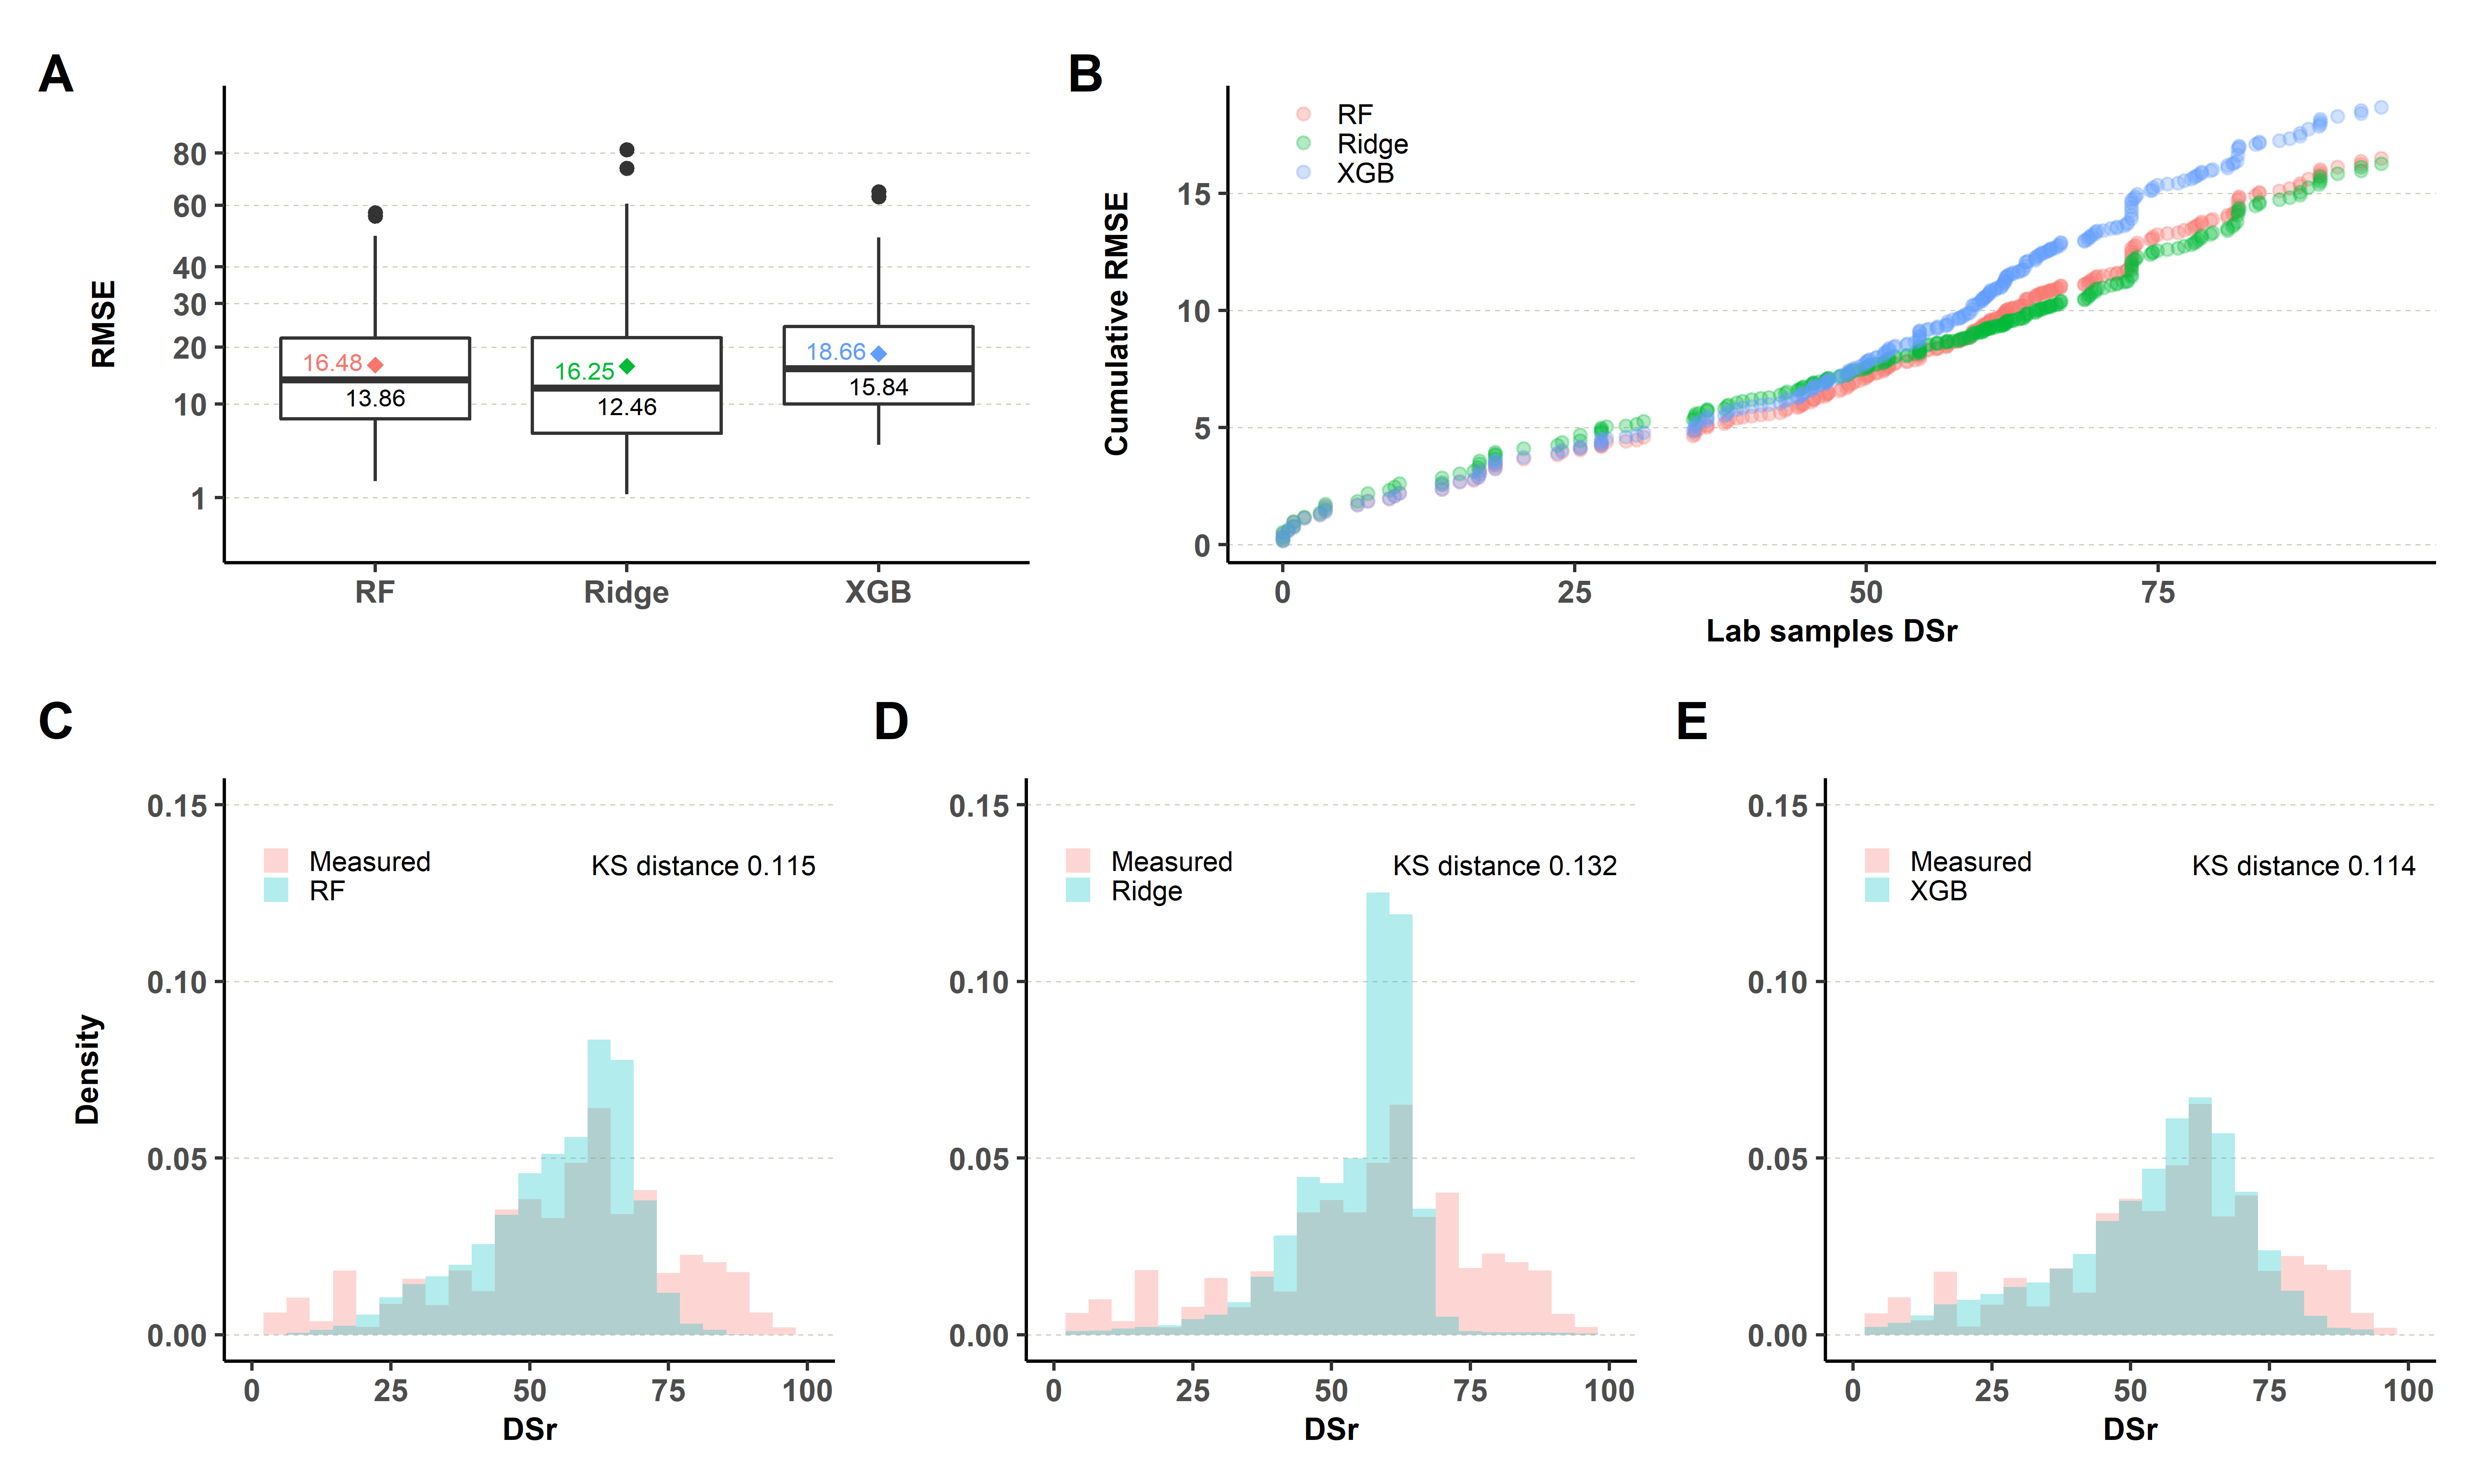 A
RMSE
80
60
40
30
20
10
1
16.48
13.86
16.25
12.46
18.66
15.84
RF
Ridge
XGB
B
Cumulative RMSE
15
10
5
0
RF
Ridge
XGB
0
25
50
75
Lab samples DSr
C
Density
0.15
0.10
0.05
0.00
Measured
RF
KS distance 0.115
0
25
50
75
100
DSr
D
0.15
0.10
0.05
0.00
Measured
Ridge
KS distance 0.132
0
25
50
75
100
DSr
E
0.15
0.10
0.05
0.00
Measured
XGB
KS distance 0.114
0
25
50
75
100
DSr